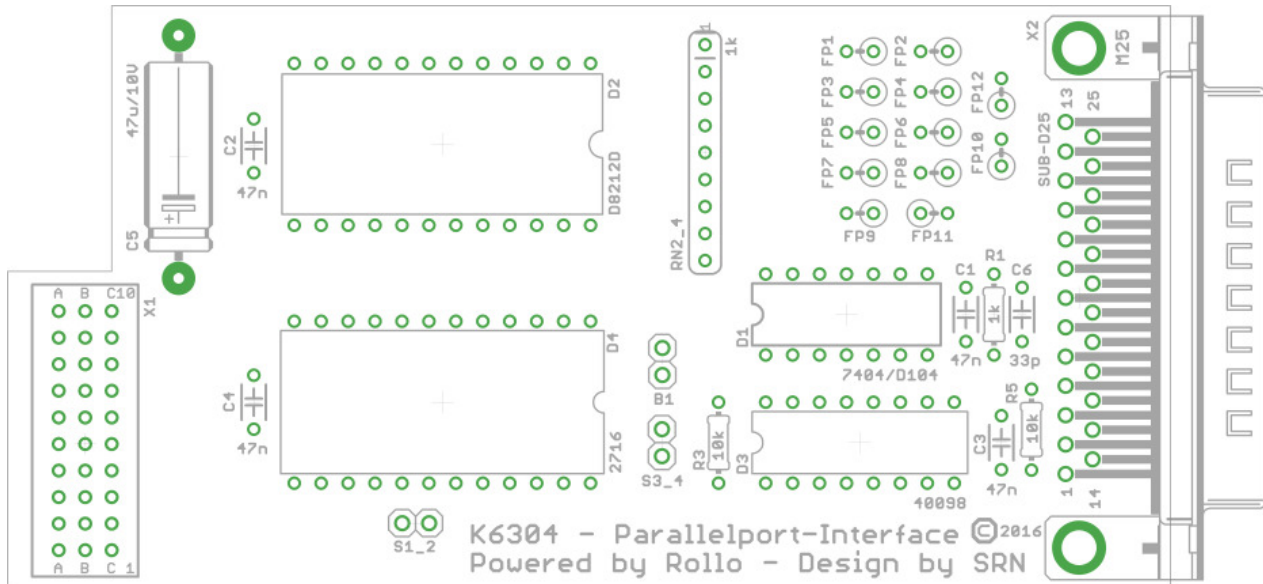 47u/10V
C5
C2
47n
D2
D8212D
1
1k
RN2_4
FP1
FP2
FP3
FP4
FP5
FP6
FP7
FP8
FP9
FP11
FP12
FP10
X2
M25
13
25
SUB-D25
1
14
A B C10
X1
A B C 1
C4
47n
D4
2716
B1
S3_4
S1_2
D1
7404/D104
C1
47n
R1
1k
C6
33p
R3
10k
D3
40098
C3
47n
R5
10k
K6304 - Parallelport-Interface © 2016
Powered by Rollo - Design by SRN